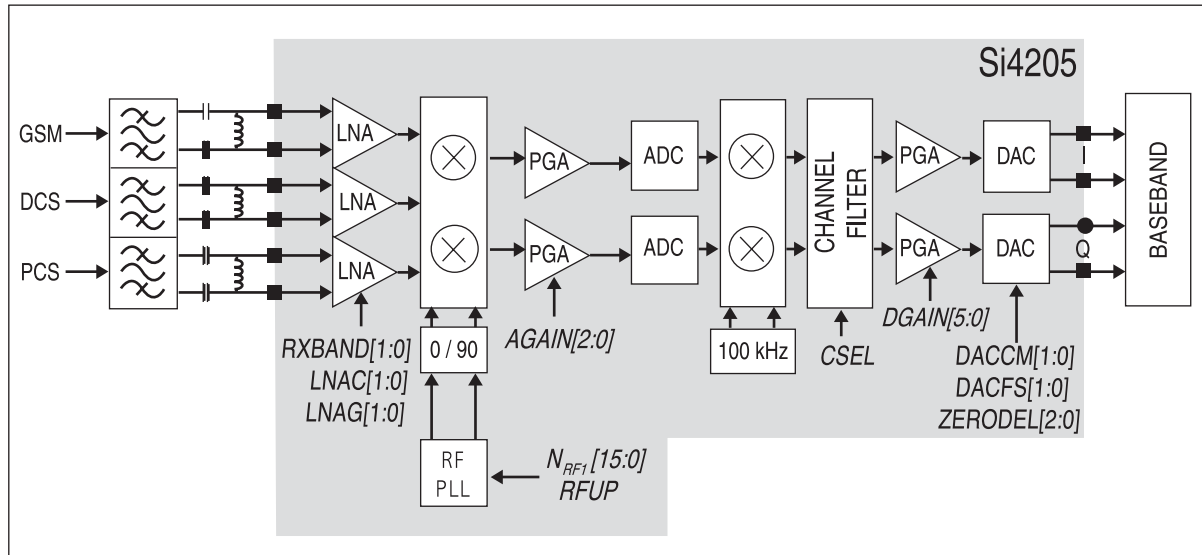 Si4205
GSM
DCS
PCS
LNA
LNA
LNA
PGA
PGA
ADC
ADC
CHANNEL
FILTER
PGA
PGA
DAC
DAC
I
Q
BASEBAND
RXBAND[1:0]
LNAC[1:0]
LNAG[1:0]
0 / 90
AGAIN[2:0]
100 kHz
CSEL
DGAIN[5:0]
DACCM[1:0]
DACFS[1:0]
ZERODEL[2:0]
RF
PLL
NRF1 [15:0]
RFUP